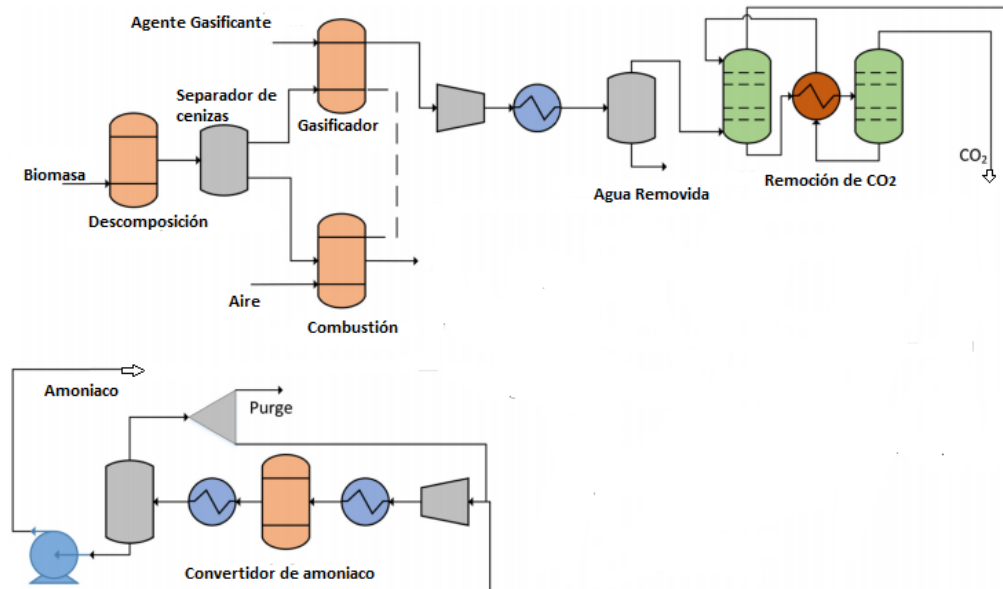 Agente Gasificante
Separador de
cenizas
Gasificador
Biomasa
Descomposición
Agua Removida
Remoción de CO2
CO₂
Aire
Combustión
Amoniaco
Purge
Convertidor de amoniaco